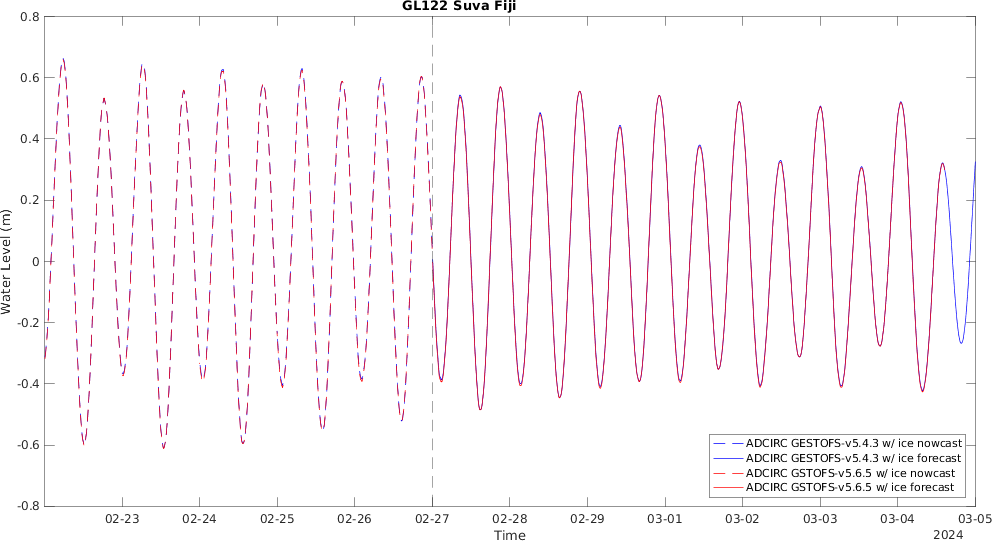 GL122 Suva Fiji
0.8
0.6
0.4
0.2
0
-0.2
-0.4
-0.6
-0.8
Water Level (m)
ADCIRC GESTOFS-v5.4.3 w/ ice nowcast
ADCIRC GESTOFS-v5.4.3 w/ ice forecast
ADCIRC GSTOFS-v5.6.5 w/ ice nowcast
ADCIRC GSTOFS-v5.6.5 w/ ice forecast
02-23 02-24 02-25 02-26 02-27 02-28 02-29 03-01 03-02 03-03 03-04 03-05
Time
2024